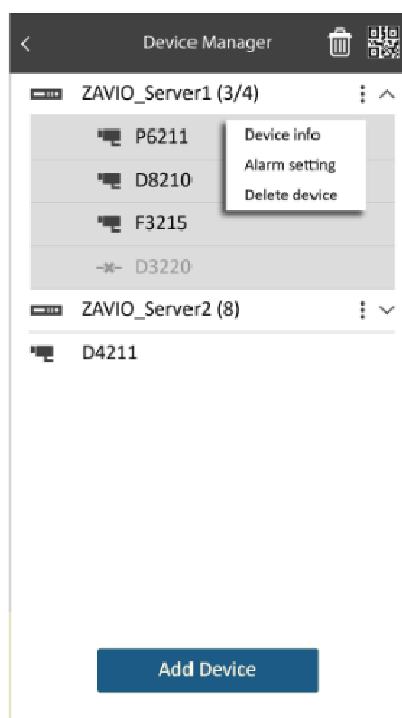 Device Manager
ZAVIO_Server1 (3/4)
P6211
Device info
Alarm setting
Delete device
D8210
F3215
D3220
ZAVIO_Server2 (8)
D4211
Add Device